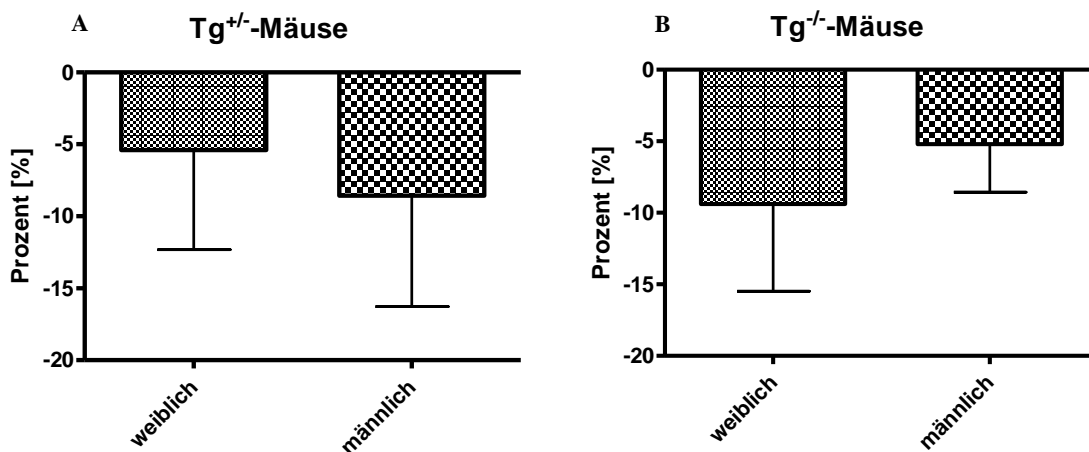 A
Tg+/--Mäuse
Prozent [%]
0
-5
-10
-15
-20
weiblich
männlich
B
Tg-/--Mäuse
Prozent [%]
0
-5
-10
-15
-20
weiblich
männlich